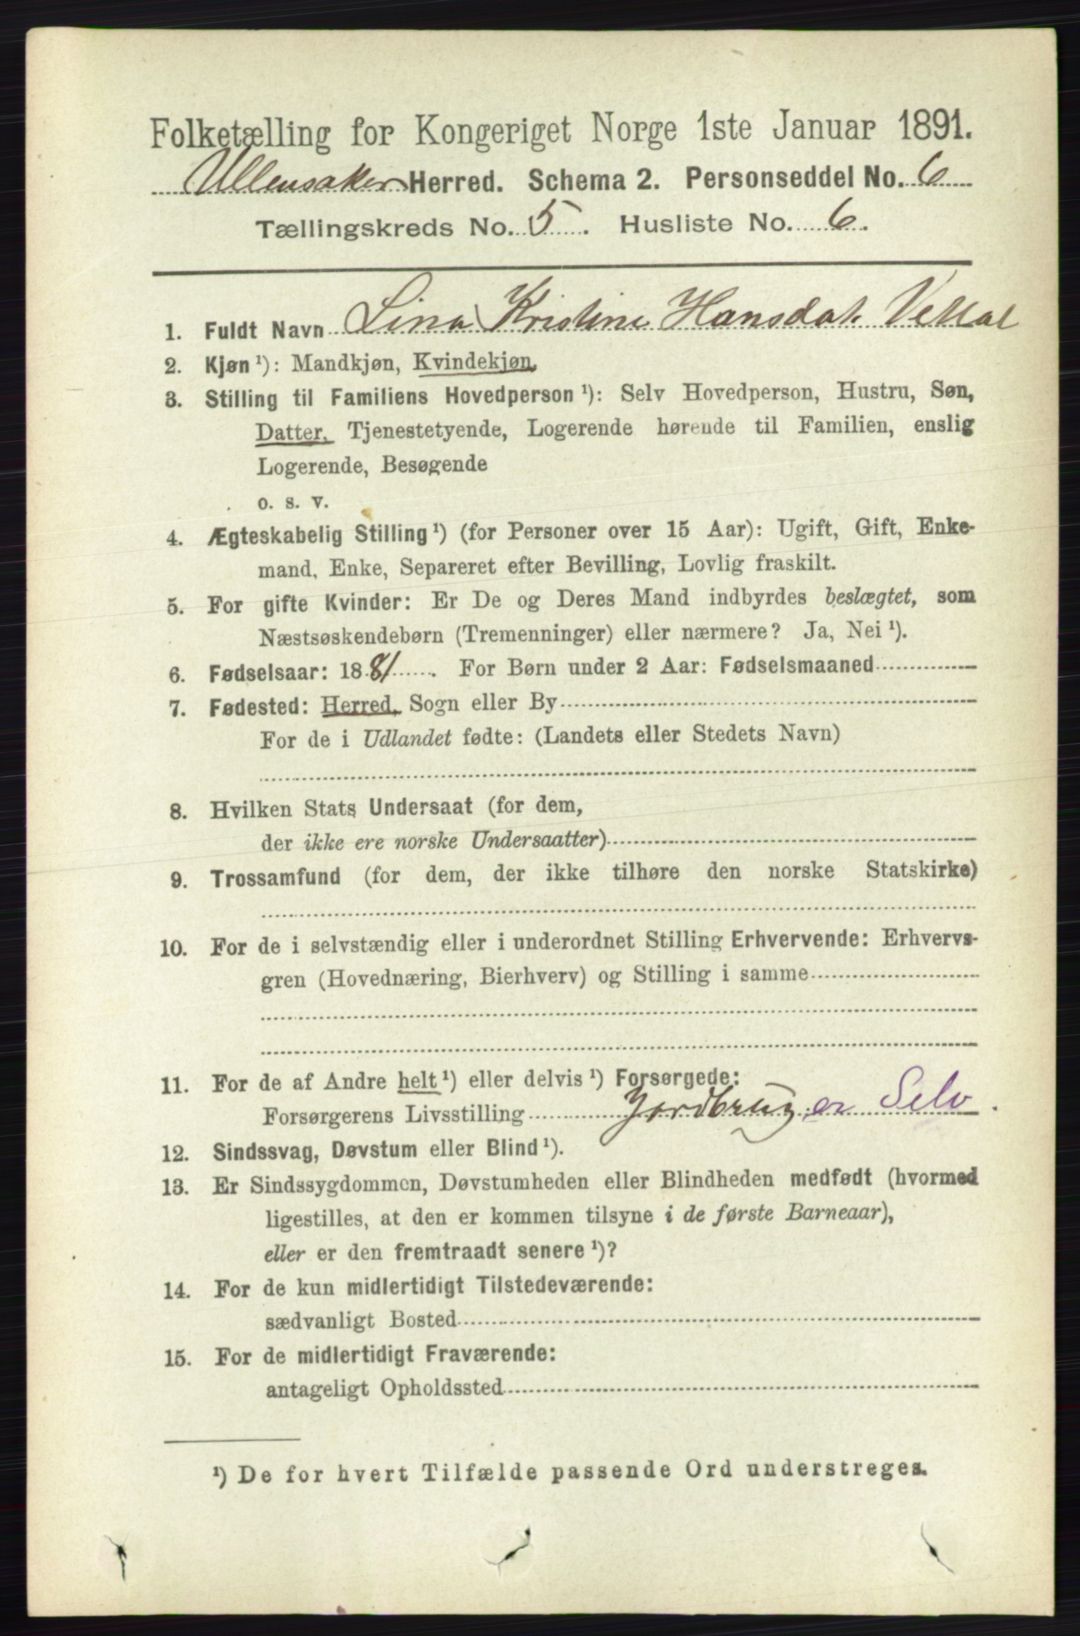 Folketælling for Kongeriget Norge 1ste Januar 1891.
Ullensaker Herred. Schema 2. Personseddel No. 6
Tællingskreds No. 5. Husliste No. 6.
1. Fuldt Navn Lina Kristine Hansdat.
2. Kjøn ¹): Mandkjøn, Kvindekjøn.
3. Stilling til Familiens Hovedperson ¹): Selv Hovedperson, Hustru, Søn,
Datter, Tjenestetyende, Logerende hørende til Familien, enslig
Logerende, Besøgende
o. s. v.
4. Ægteskabelig Stilling ¹) (for Personer over 15 Aar): Ugift, Gift, Enke-
mand, Enke, Separeret efter Bevilling, Lovlig fraskilt.
5. For gifte Kvinder: Er De og Deres Mand indbyrdes beslægtet, som
Næstsøskendebørn (Tremenninger) eller nærmere? Ja, Nei ¹).
6. Fødselsaar: 1881. For Børn under 2 Aar: Fødselsmaaned
7. Fødested: Herred, Sogn eller By
For de i Udlandet fødte: (Landets eller Stedets Navn)
8. Hvilken Stats Undersaat (for dem,
der ikke ere norske Undersaatter)
9. Trossamfund (for dem, der ikke tilhøre den norske Statskirke)
10. For de i selvstændig eller i underordnet Stilling Erhvervende: Erhvervs-
gren (Hovednæring, Bierhverv) og Stilling i samme
11. For de af Andre helt ¹) eller delvis ¹) Forsørgede:
Forsørgerens Livsstilling Jordbrug, er Selv.
12. Sindssvag, Døvstum eller Blind ¹).
13. Er Sindssygdommen, Døvstumheden eller Blindheden medfødt (hvormed
ligestilles, at den er kommen tilsyne i de første Barneaar),
eller er den fremtraadt senere ¹)?
14. For de kun midlertidigt Tilstedeværende:
sædvanligt Bosted
15. For de midlertidigt Fraværende:
antageligt Opholdssted
¹) De for hvert Tilfælde passende Ord understreges.